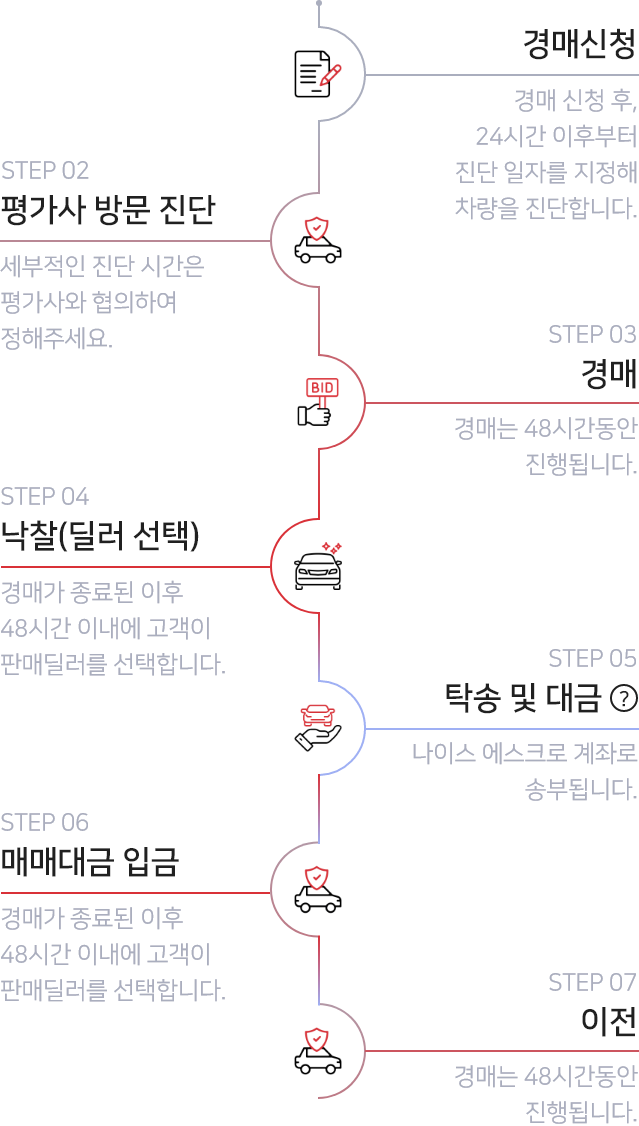 경매신청
경매 신청 후,
24시간 이후부터
진단 일자를 지정해
차량을 진단합니다.
STEP 02
평가사 방문 진단
세부적인 진단 시간은
평가사와 협의하여
정해주세요.
STEP 03
경매
경매는 48시간동안
진행됩니다.
BID
STEP 04
낙찰(딜러 선택)
경매가 종료된 이후
48시간 이내에 고객이
판매딜러를 선택합니다.
STEP 05
탁송 및 대금 ?
나이스 에스크로 계좌로
송부됩니다.
STEP 06
매매대금 입금
경매가 종료된 이후
48시간 이내에 고객이
판매딜러를 선택합니다.
STEP 07
이전
경매는 48시간동안
진행됩니다.